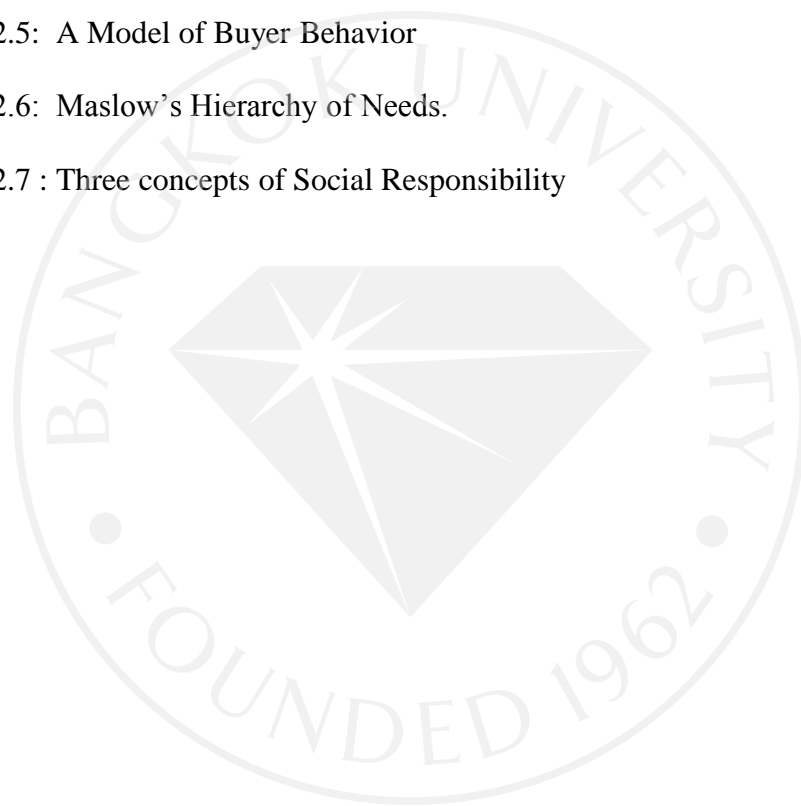 2.5: A Model of Buyer Behavior
2.6: Maslow’s Hierarchy of Needs.
2.7 : Three concepts of Social Responsibility
BANGKOK UNIVERSITY
• FOUNDED 1962 •